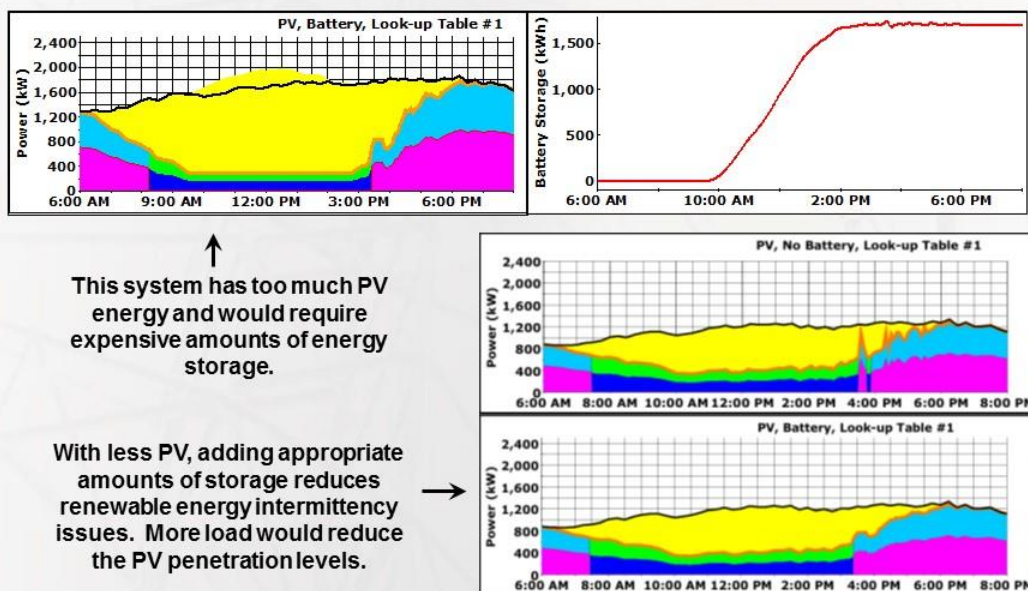 PV, Battery, Look-up Table #1
2,400
2,000
1,600
1,200
800
400
0
Power (kW)
6:00 AM 9:00 AM 12:00 PM 3:00 PM 6:00 PM
1,500
1,000
500
0
Battery Storage (kWh)
6:00 AM 10:00 AM 2:00 PM 6:00 PM
This system has too much PV
energy and would require
expensive amounts of energy
storage.
PV, No Battery, Look-up Table #1
2,400
2,000
1,600
1,200
800
400
0
Power (kW)
6:00 AM 8:00 AM 10:00 AM 12:00 PM 2:00 PM 4:00 PM 6:00 PM 8:00 PM
With less PV, adding appropriate
amounts of storage reduces
renewable energy intermittency
issues. More load would reduce
the PV penetration levels.
PV, Battery, Look-up Table #1
2,400
2,000
1,600
1,200
800
400
0
Power (kW)
6:00 AM 8:00 AM 10:00 AM 12:00 PM 2:00 PM 4:00 PM 6:00 PM 8:00 PM